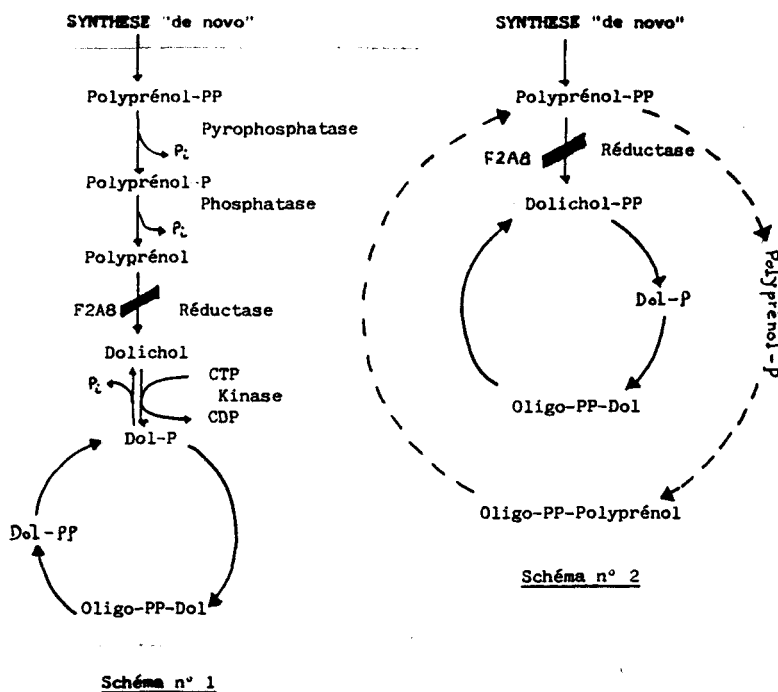 SYNTHESE "de novo"
Polyprénol-PP
Pyrophosphatase
Pi
Polyprénol-P
Phosphatase
Pi
Polyprénol
F2A8
Réductase
Dolichol
Pi
CTP
Kinase
CDP
Dol-P
Dol-PP
Oligo-PP-Dol
Schéma n° 1
SYNTHESE "de novo"
Polyprénol-PP
F2A8
Réductase
Dolichol-PP
Dol-P
Polyprenol-P
Oligo-PP-Dol
Oligo-PP-Polyprénol
Schéma n° 2